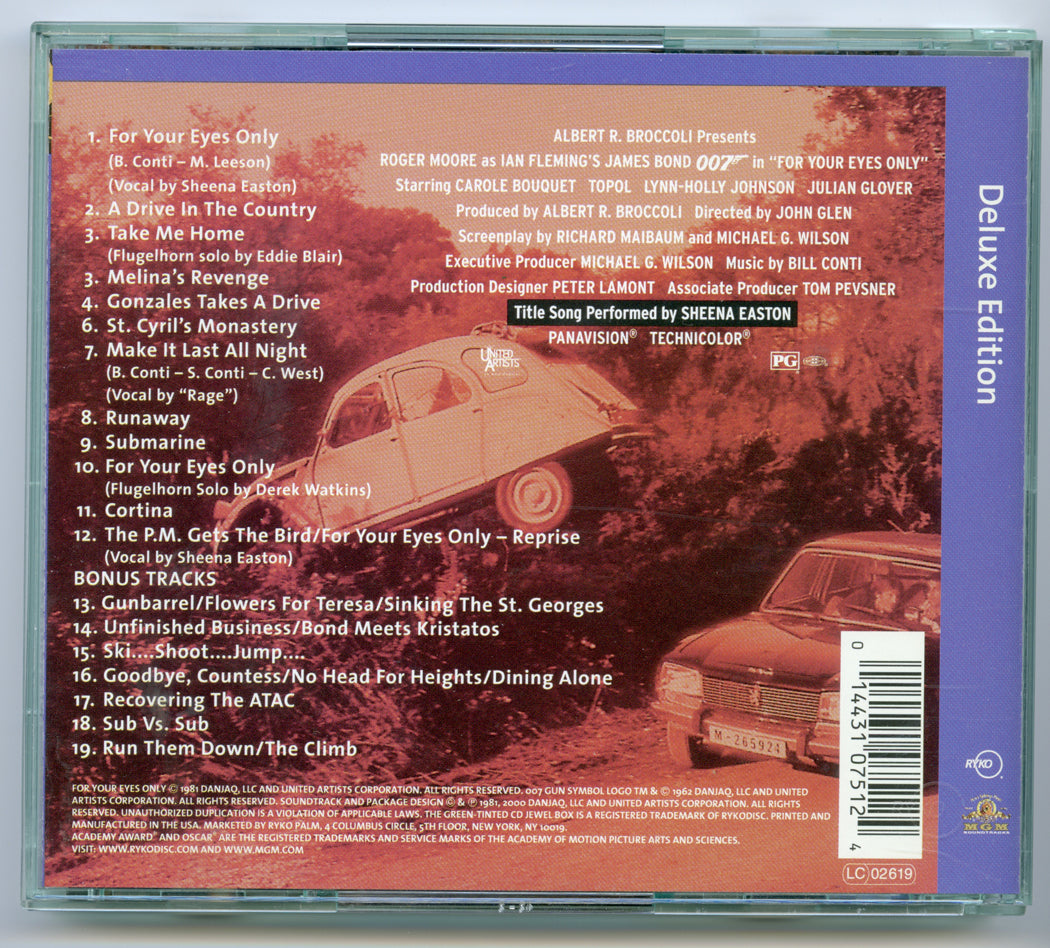 1. For Your Eyes Only
(B. Conti – M. Leeson)
(Vocal by Sheena Easton)
2. A Drive In The Country
3. Take Me Home
(Flugelhorn solo by Eddie Blair)
3. Melina's Revenge
4. Gonzales Takes A Drive
6. St. Cyril's Monastery
7. Make It Last All Night
(B. Conti – S. Conti – C. West)
(Vocal by "Rage")
8. Runaway
9. Submarine
10. For Your Eyes Only
(Flugelhorn Solo by Derek Watkins)
11. Cortina
12. The P.M. Gets The Bird/For Your Eyes Only – Reprise
(Vocal by Sheena Easton)
BONUS TRACKS
13. Gunbarrel/Flowers For Teresa/Sinking The St. Georges
14. Unfinished Business/Bond Meets Kristatos
15. Ski....Shoot....Jump....
16. Goodbye, Countess/No Head For Heights/Dining Alone
17. Recovering The ATAC
18. Sub Vs. Sub
19. Run Them Down/The Climb
ALBERT R. BROCCOLI Presents
ROGER MOORE as IAN FLEMING'S JAMES BOND 007 in "FOR YOUR EYES ONLY"
Starring CAROLE BOUQUET TOPOL LYNN-HOLLY JOHNSON JULIAN GLOVER
Produced by ALBERT R. BROCCOLI Directed by JOHN GLEN
Screenplay by RICHARD MAIBAUM and MICHAEL G. WILSON
Executive Producer MICHAEL G. WILSON Music by BILL CONTI
Production Designer PETER LAMONT Associate Producer TOM PEVSNER
Title Song Performed by SHEENA EASTON
PANAVISION® TECHNICOLOR®
UNITED
ARTISTS
PG
M-265924
FOR YOUR EYES ONLY © 1981 DANJAQ, LLC AND UNITED ARTISTS CORPORATION. ALL RIGHTS RESERVED. 007 GUN SYMBOL LOGO TM & © 1962 DANJAQ, LLC AND UNITED
ARTISTS CORPORATION. ALL RIGHTS RESERVED. SOUNDTRACK AND PACKAGE DESIGN © & ℗ 1981, 2000 DANJAQ, LLC AND UNITED ARTISTS CORPORATION. ALL RIGHTS
RESERVED. UNAUTHORIZED DUPLICATION IS A VIOLATION OF APPLICABLE LAWS. THE GREEN-TINTED CD JEWEL BOX IS A REGISTERED TRADEMARK OF RYKODISC. PRINTED AND
MANUFACTURED IN THE USA. MARKETED BY RYKO PALM, 4 COLUMBUS CIRCLE, 5TH FLOOR, NEW YORK, NY 10019.
ACADEMY AWARD® AND OSCAR® ARE THE REGISTERED TRADEMARKS AND SERVICE MARKS OF THE ACADEMY OF MOTION PICTURE ARTS AND SCIENCES.
VISIT: WWW.RYKODISC.COM AND WWW.MGM.COM
Deluxe Edition
0 14431 07512 4
LC 02619
RYKO
MGM
SOUNDTRACKS